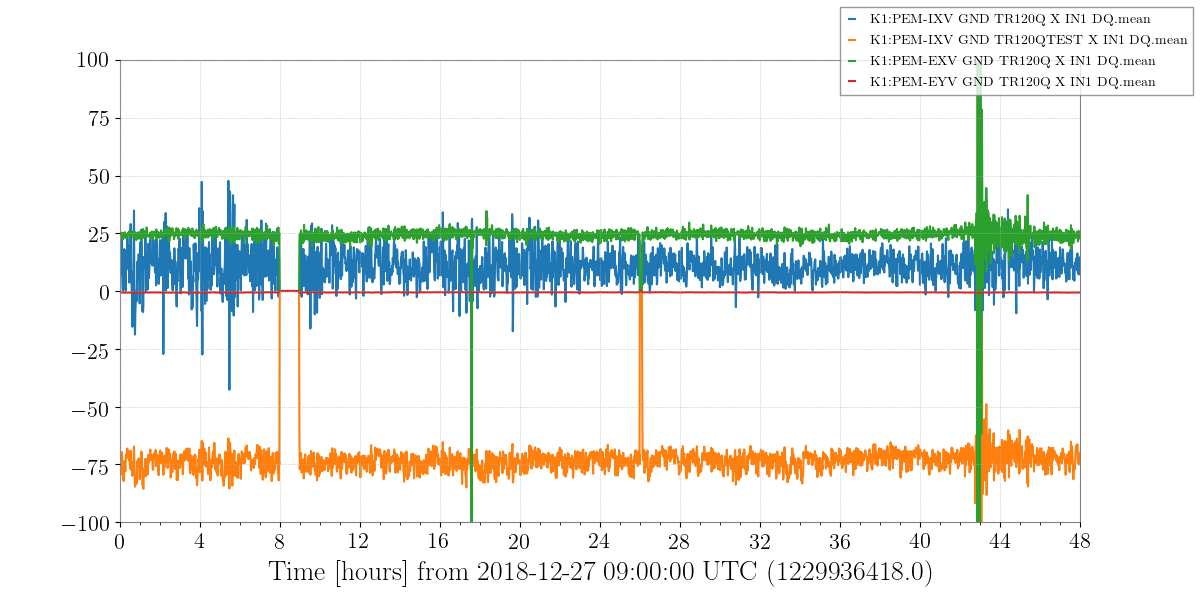 K1:PEM-IXV GND TR120Q X IN1 DQ.mean
K1:PEM-IXV GND TR120QTEST X IN1 DQ.mean
K1:PEM-EXV GND TR120Q X IN1 DQ.mean
K1:PEM-EYV GND TR120Q X IN1 DQ.mean
100
75
50
25
0
−25
−50
−75
−100
0 4 8 12 16 20 24 28 32 36 40 44 48
Time [hours] from 2018-12-27 09:00:00 UTC (1229936418.0)